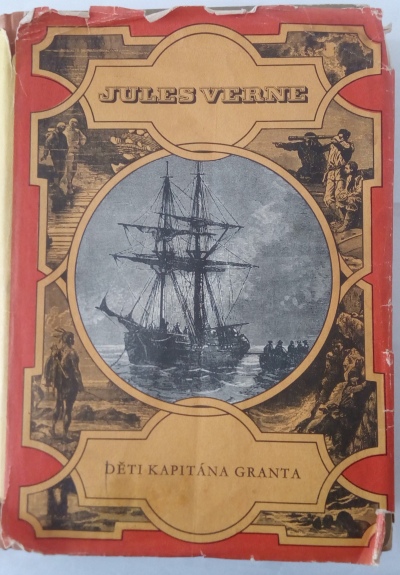 JULES VERNE
DĚTI KAPITÁNA GRANTA